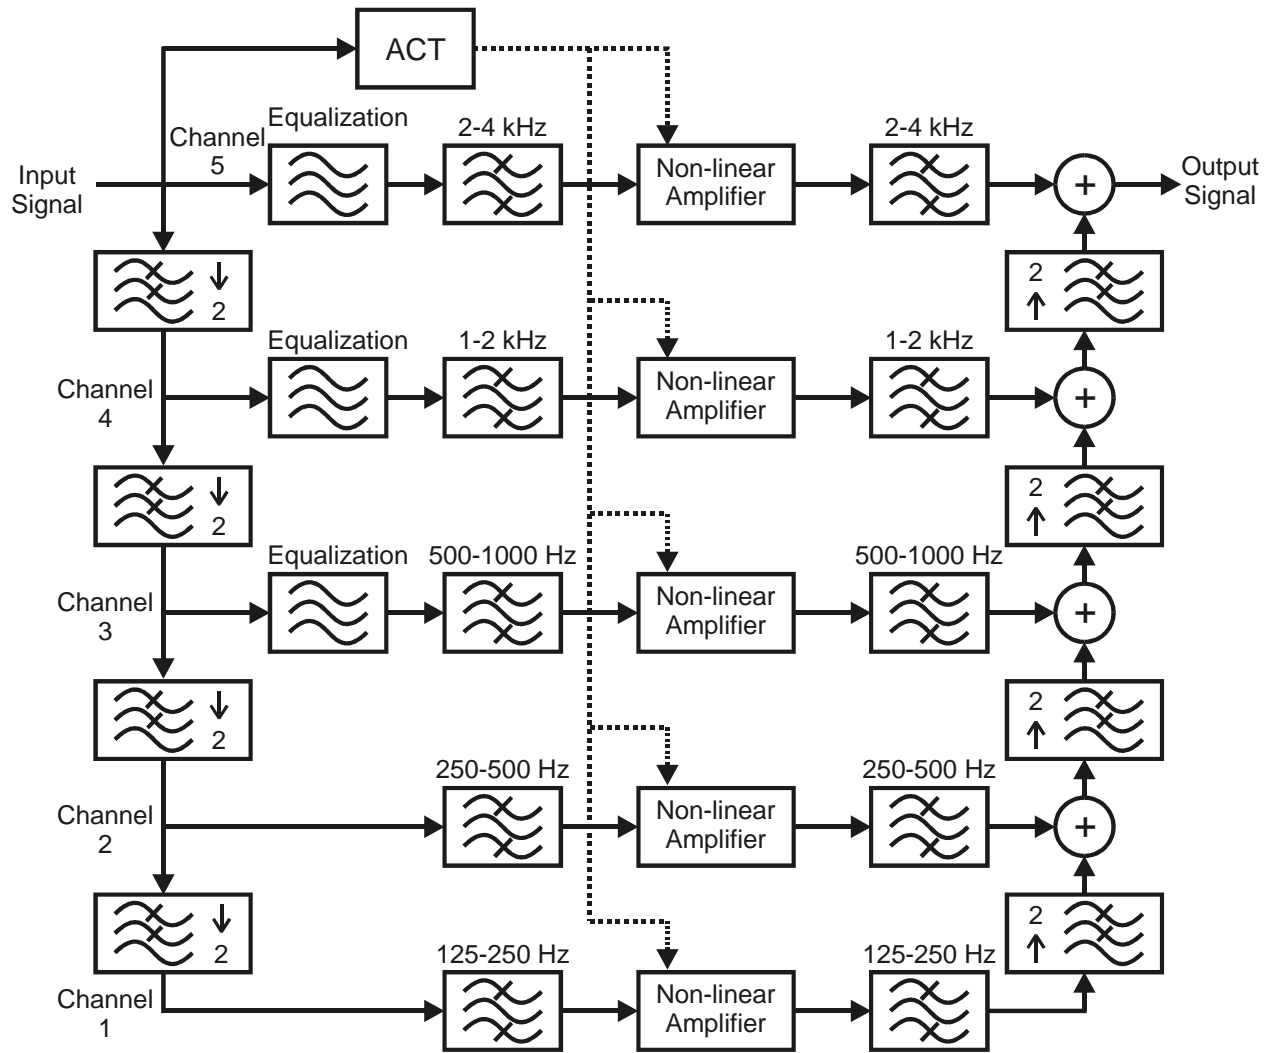 ACT
Equalization
Channel
5
2-4 kHz
2-4 kHz
Input
Signal
Non-linear
Amplifier
+
Output
Signal
2
2
Equalization
1-2 kHz
1-2 kHz
Channel
4
Non-linear
Amplifier
+
2
2
Equalization
500-1000 Hz
500-1000 Hz
Channel
3
Non-linear
Amplifier
+
2
2
250-500 Hz
250-500 Hz
Channel
2
Non-linear
Amplifier
+
2
2
125-250 Hz
125-250 Hz
Channel
1
Non-linear
Amplifier